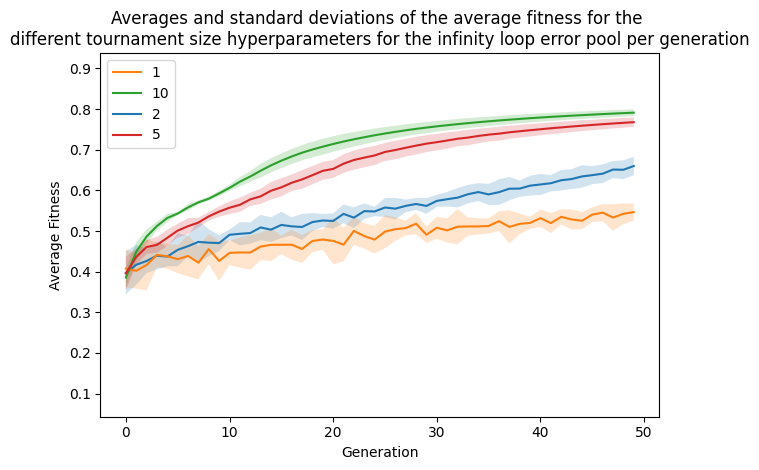 Averages and standard deviations of the average fitness for the
different tournament size hyperparameters for the infinity loop error pool per generation
1
10
2
5
Average Fitness
0.9
0.8
0.7
0.6
0.5
0.4
0.3
0.2
0.1
0 10 20 30 40 50
Generation